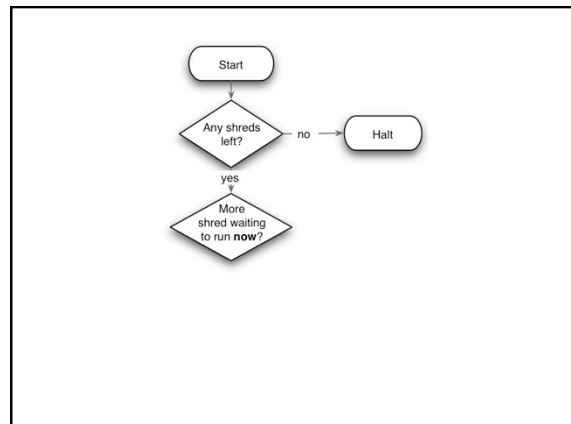 Start
Any shreds
left?
no
Halt
yes
More
shred waiting
to run now?